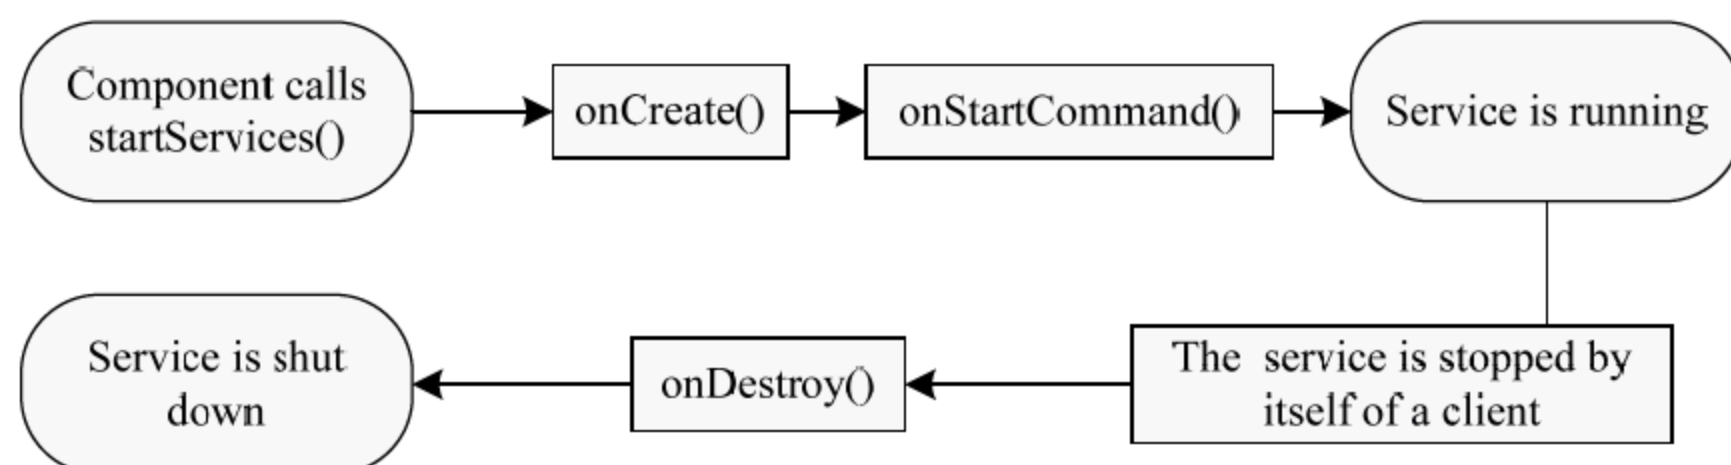 Component calls
startServices()
onCreate()
onStartCommand()
Service is running
The service is stopped by
itself of a client
onDestroy()
Service is shut
down